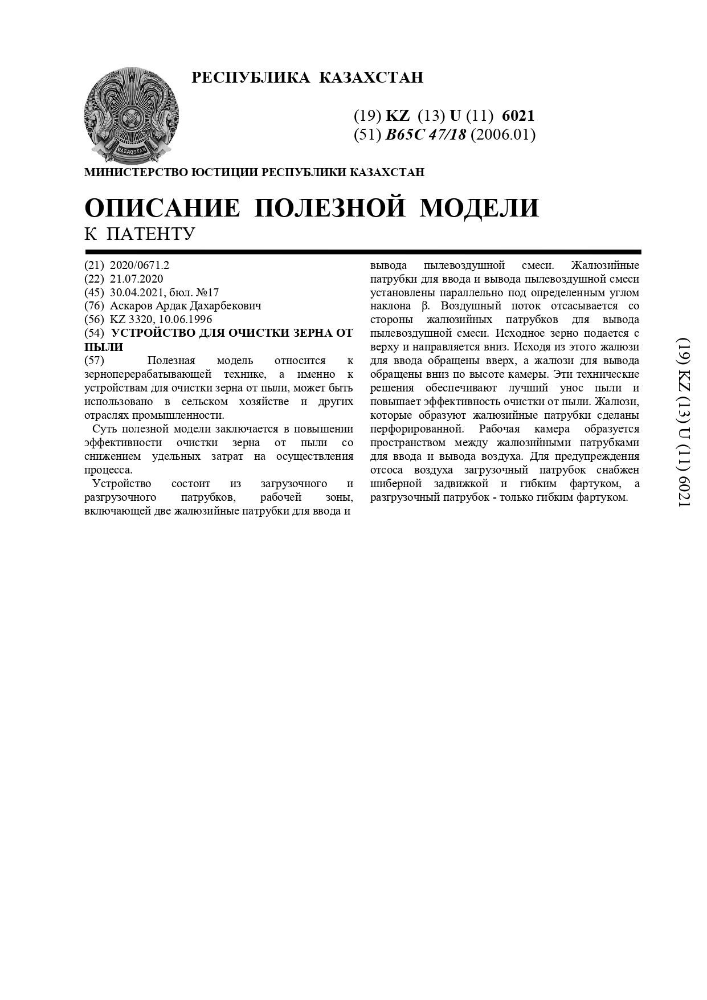 РЕСПУБЛИКА КАЗАХСТАН
(19) KZ (13) U (11) 6021
(51) B65C 47/18 (2006.01)
QAZAQSTAN
МИНИСТЕРСТВО ЮСТИЦИИ РЕСПУБЛИКИ КАЗАХСТАН
ОПИСАНИЕ ПОЛЕЗНОЙ МОДЕЛИ
К ПАТЕНТУ
(21) 2020/0671.2
(22) 21.07.2020
(45) 30.04.2021, бюл. №17
(76) Аскаров Ардак Дахарбекович
(56) KZ 3320, 10.06.1996
(54) УСТРОЙСТВО ДЛЯ ОЧИСТКИ ЗЕРНА ОТ
ПЫЛИ
(57) Полезная модель относится к
зерноперерабатывающей технике, а именно к
устройствам для очистки зерна от пыли, может быть
использовано в сельском хозяйстве и других
отраслях промышленности.
Суть полезной модели заключается в повышении
эффективности очистки зерна от пыли со
снижением удельных затрат на осуществления
процесса.
Устройство состоит из загрузочного и
разгрузочного патрубков, рабочей зоны,
включающей две жалюзийные патрубки для ввода и
вывода пылевоздушной смеси. Жалюзийные
патрубки для ввода и вывода пылевоздушной смеси
установлены параллельно под определенным углом
наклона β. Воздушный поток отсасывается со
стороны жалюзийных патрубков для вывода
пылевоздушной смеси. Исходное зерно подается с
верху и направляется вниз. Исходя из этого жалюзи
для ввода обращены вверх, а жалюзи для вывода
обращены вниз по высоте камеры. Эти технические
решения обеспечивают лучший унос пыли и
повышает эффективность очистки от пыли. Жалюзи,
которые образуют жалюзийные патрубки сделаны
перфорированной. Рабочая камера образуется
пространством между жалюзийными патрубками
для ввода и вывода воздуха. Для предупреждения
отсоса воздуха загрузочный патрубок снабжен
шиберной задвижкой и гибким фартуком, а
разгрузочный патрубок - только гибким фартуком.
(19) KZ (13) U (11) 6021